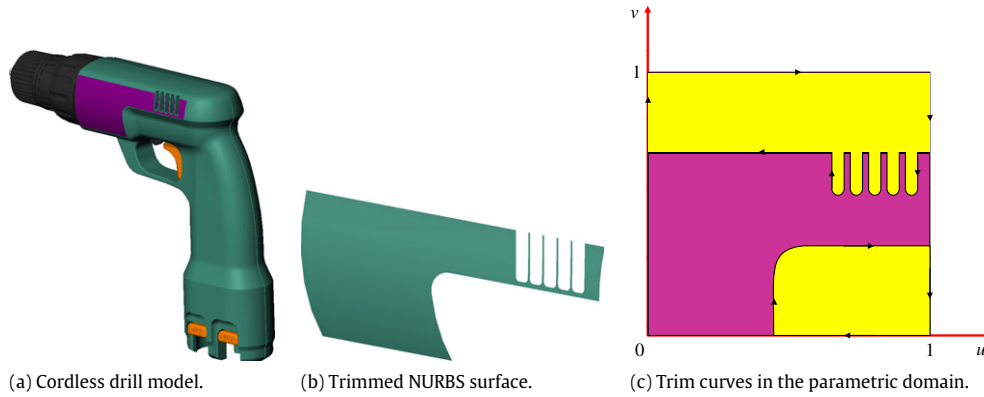 v
1
0
1
u
(a) Cordless drill model.
(b) Trimmed NURBS surface.
(c) Trim curves in the parametric domain.